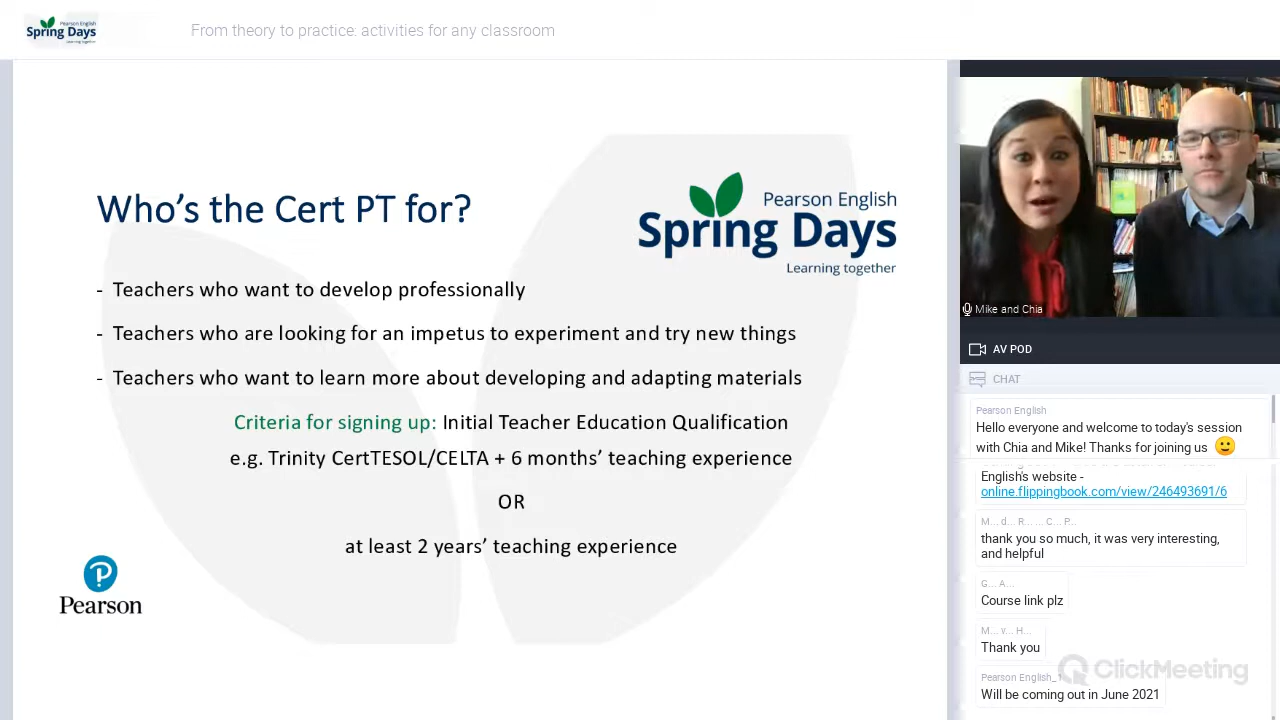 Pearson English
Spring Days
Learning together
From theory to practice: activities for any classroom
Who's the Cert PT for?
Pearson English
Spring Days
Learning together
- Teachers who want to develop professionally
- Teachers who are looking for an impetus to experiment and try new things
- Teachers who want to learn more about developing and adapting materials
Criteria for signing up: Initial Teacher Education Qualification
e.g. Trinity CertTESOL/CELTA + 6 months' teaching experience
OR
at least 2 years' teaching experience
Pearson
Mike and Chia
AV POD
CHAT
Pearson English
Hello everyone and welcome to today's session
with Chia and Mike! Thanks for joining us 🙂
English's website -
online.flippingbook.com/view/246493691/6
M... d... R... ... C... P...
thank you so much, it was very interesting,
and helpful
G... A...
Course link plz
M... v... H...
Thank you
Pearson English_1
Will be coming out in June 2021
ClickMeeting